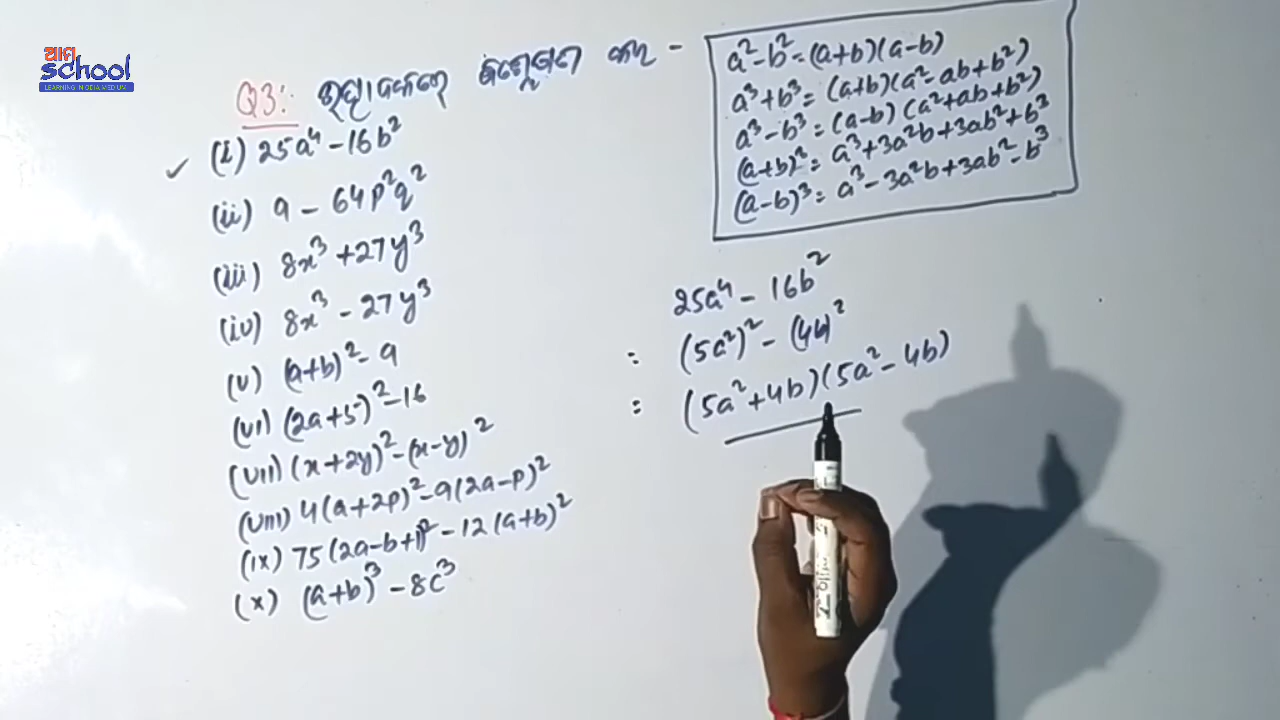 ଆମ
School
LEARNING IN ODIA MEDIUM
Q3:- ଉତ୍ପାଦକରେ ବିଶ୍ଳେଷଣ କର -
(i) 25a⁴ - 16b²
(ii) 9 - 64p²q²
(iii) 8x³ + 27y³
(iv) 8x³ - 27y³
(v) (a+b)² - 9
(vi) (2a+5)² - 16
(vii) (x+2y)² - (x-y)²
(viii) 4(a+2p)² - 9(2a-p)²
(ix) 75(2a-b+1)² - 12(a+b)²
(x) (a+b)³ - 8c³
a² - b² = (a+b)(a-b)
a³ + b³ = (a+b)(a² - ab + b²)
a³ - b³ = (a-b)(a² + ab + b²)
(a+b)³ = a³ + 3a²b + 3ab² + b³
(a-b)³ = a³ - 3a²b + 3ab² - b³
25a⁴ - 16b²
= (5a²)² - (4b)²
= (5a² + 4b)(5a² - 4b)